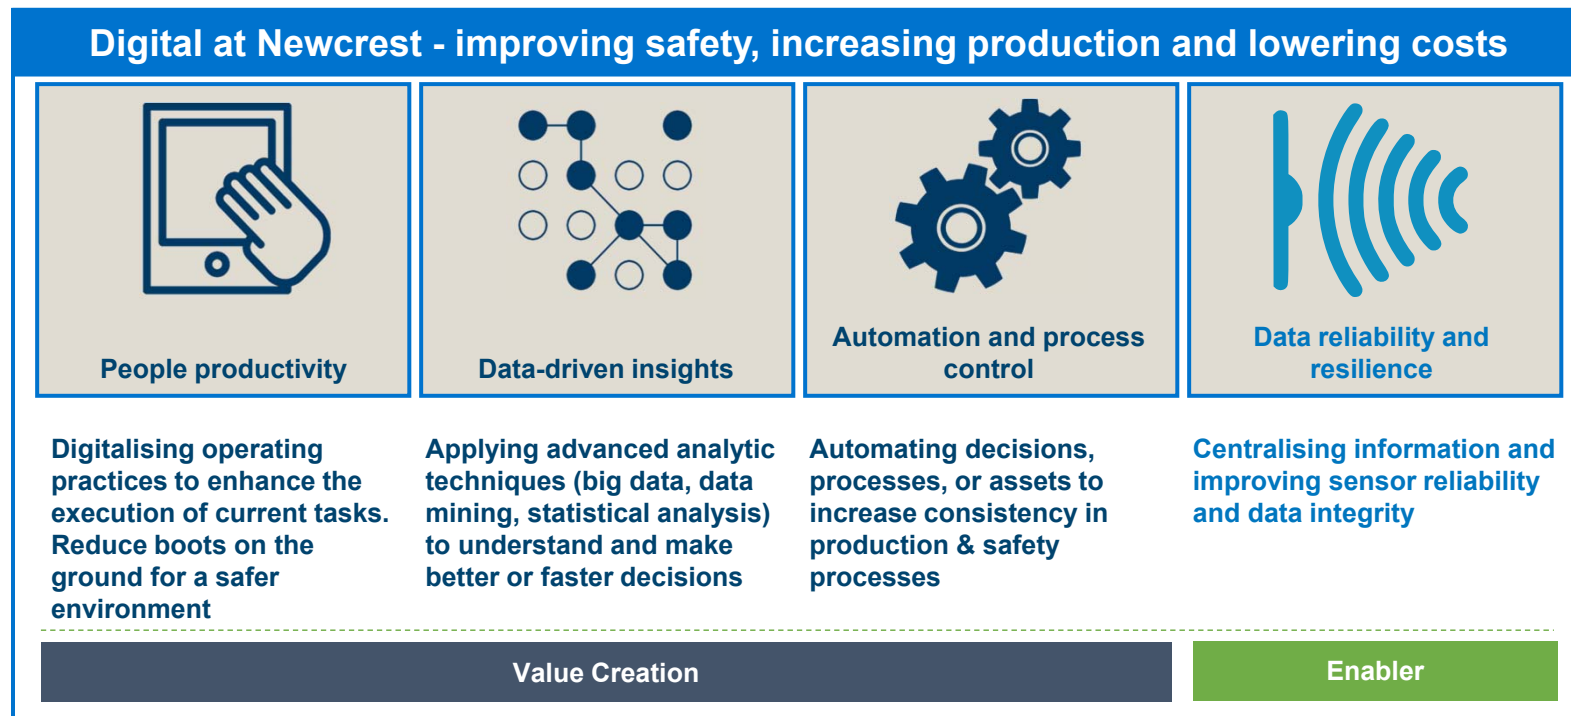 Digital at Newcrest - improving safety, increasing production and lowering costs
People productivity
Data-driven insights
Automation and process
control
Data reliability and
resilience
Digitalising operating
practices to enhance the
execution of current tasks.
Reduce boots on the
ground for a safer
environment
Applying advanced analytic
techniques (big data, data
mining, statistical analysis)
to understand and make
better or faster decisions
Automating decisions,
processes, or assets to
increase consistency in
production & safety
processes
Centralising information and
improving sensor reliability
and data integrity
Value Creation
Enabler